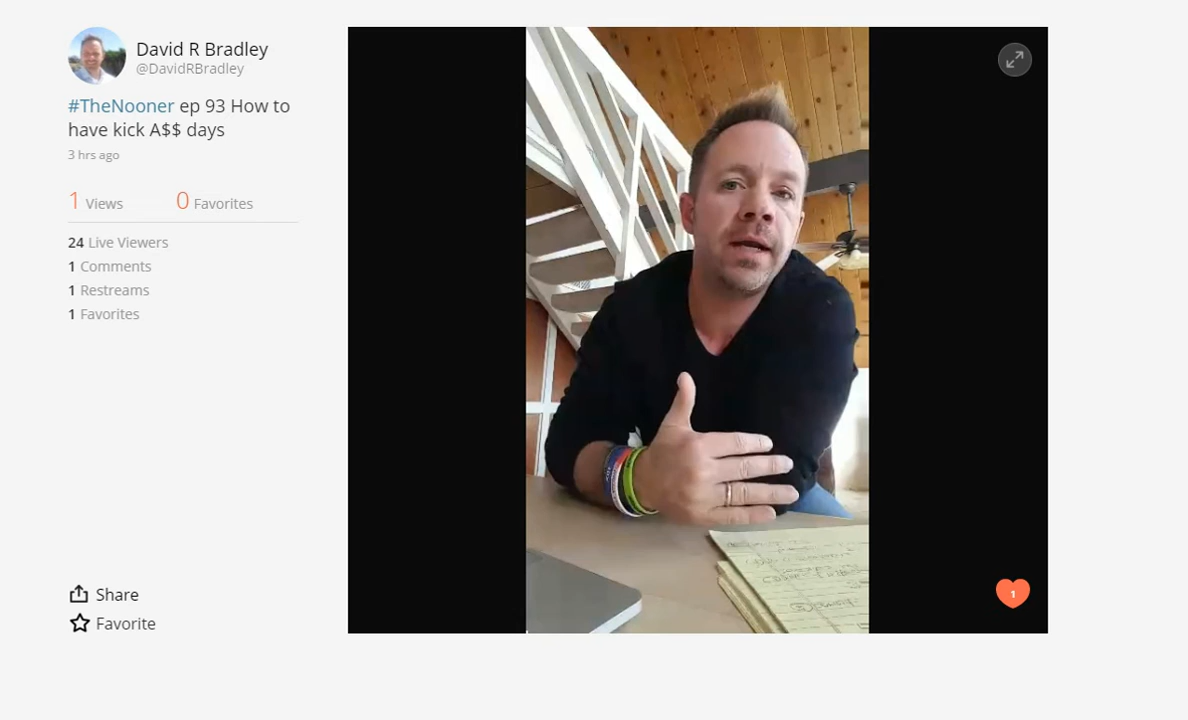 David R Bradley
@DavidRBradley
#TheNooner ep 93 How to
have kick A$$ days
3 hrs ago
1 Views 0 Favorites
24 Live Viewers
1 Comments
1 Restreams
1 Favorites
Share
Favorite
1